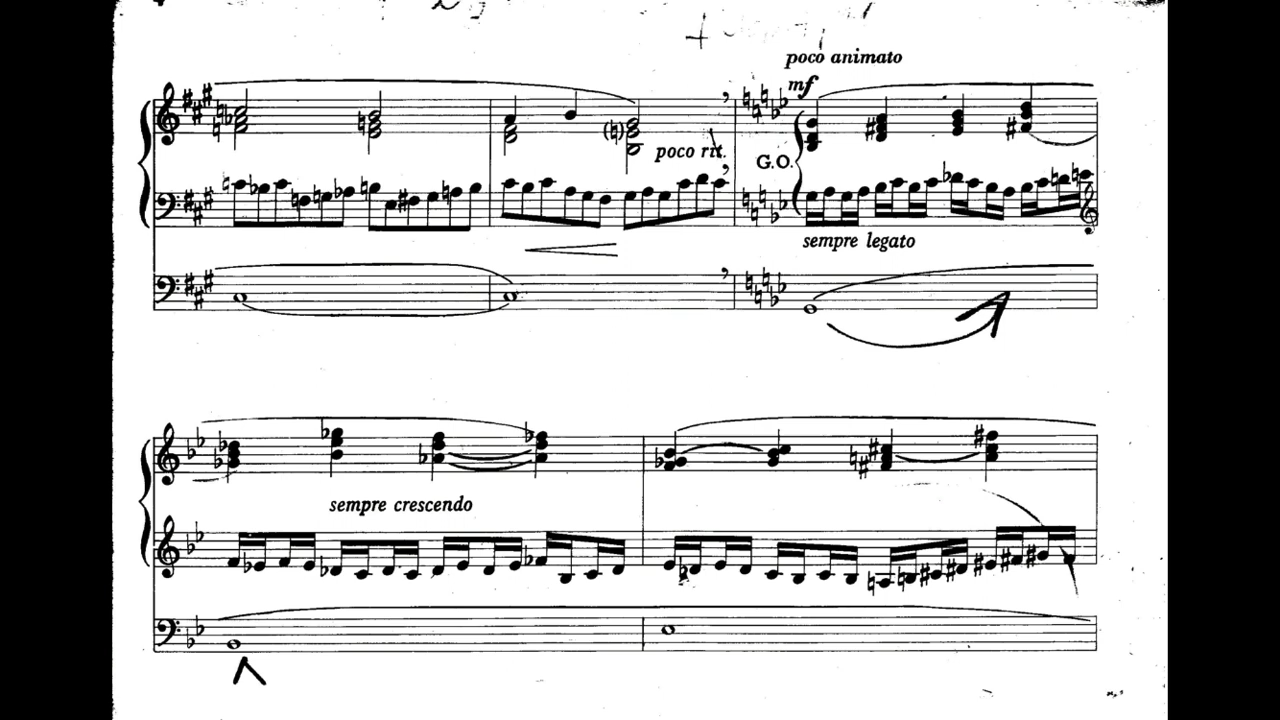 poco animato
mf
poco rit.
G.O.
sempre legato
sempre crescendo